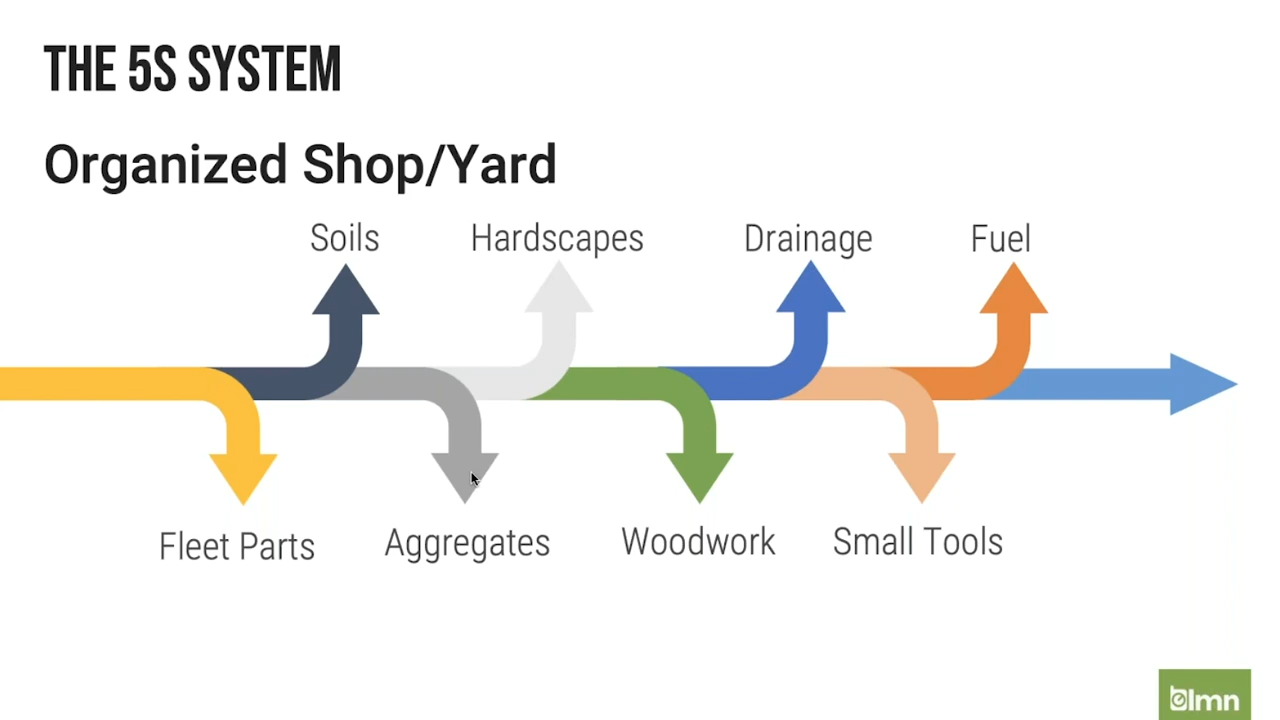 THE 5S SYSTEM
Organized Shop/Yard
Soils
Hardscapes
Drainage
Fuel
Fleet Parts
Aggregates
Woodwork
Small Tools
lmn